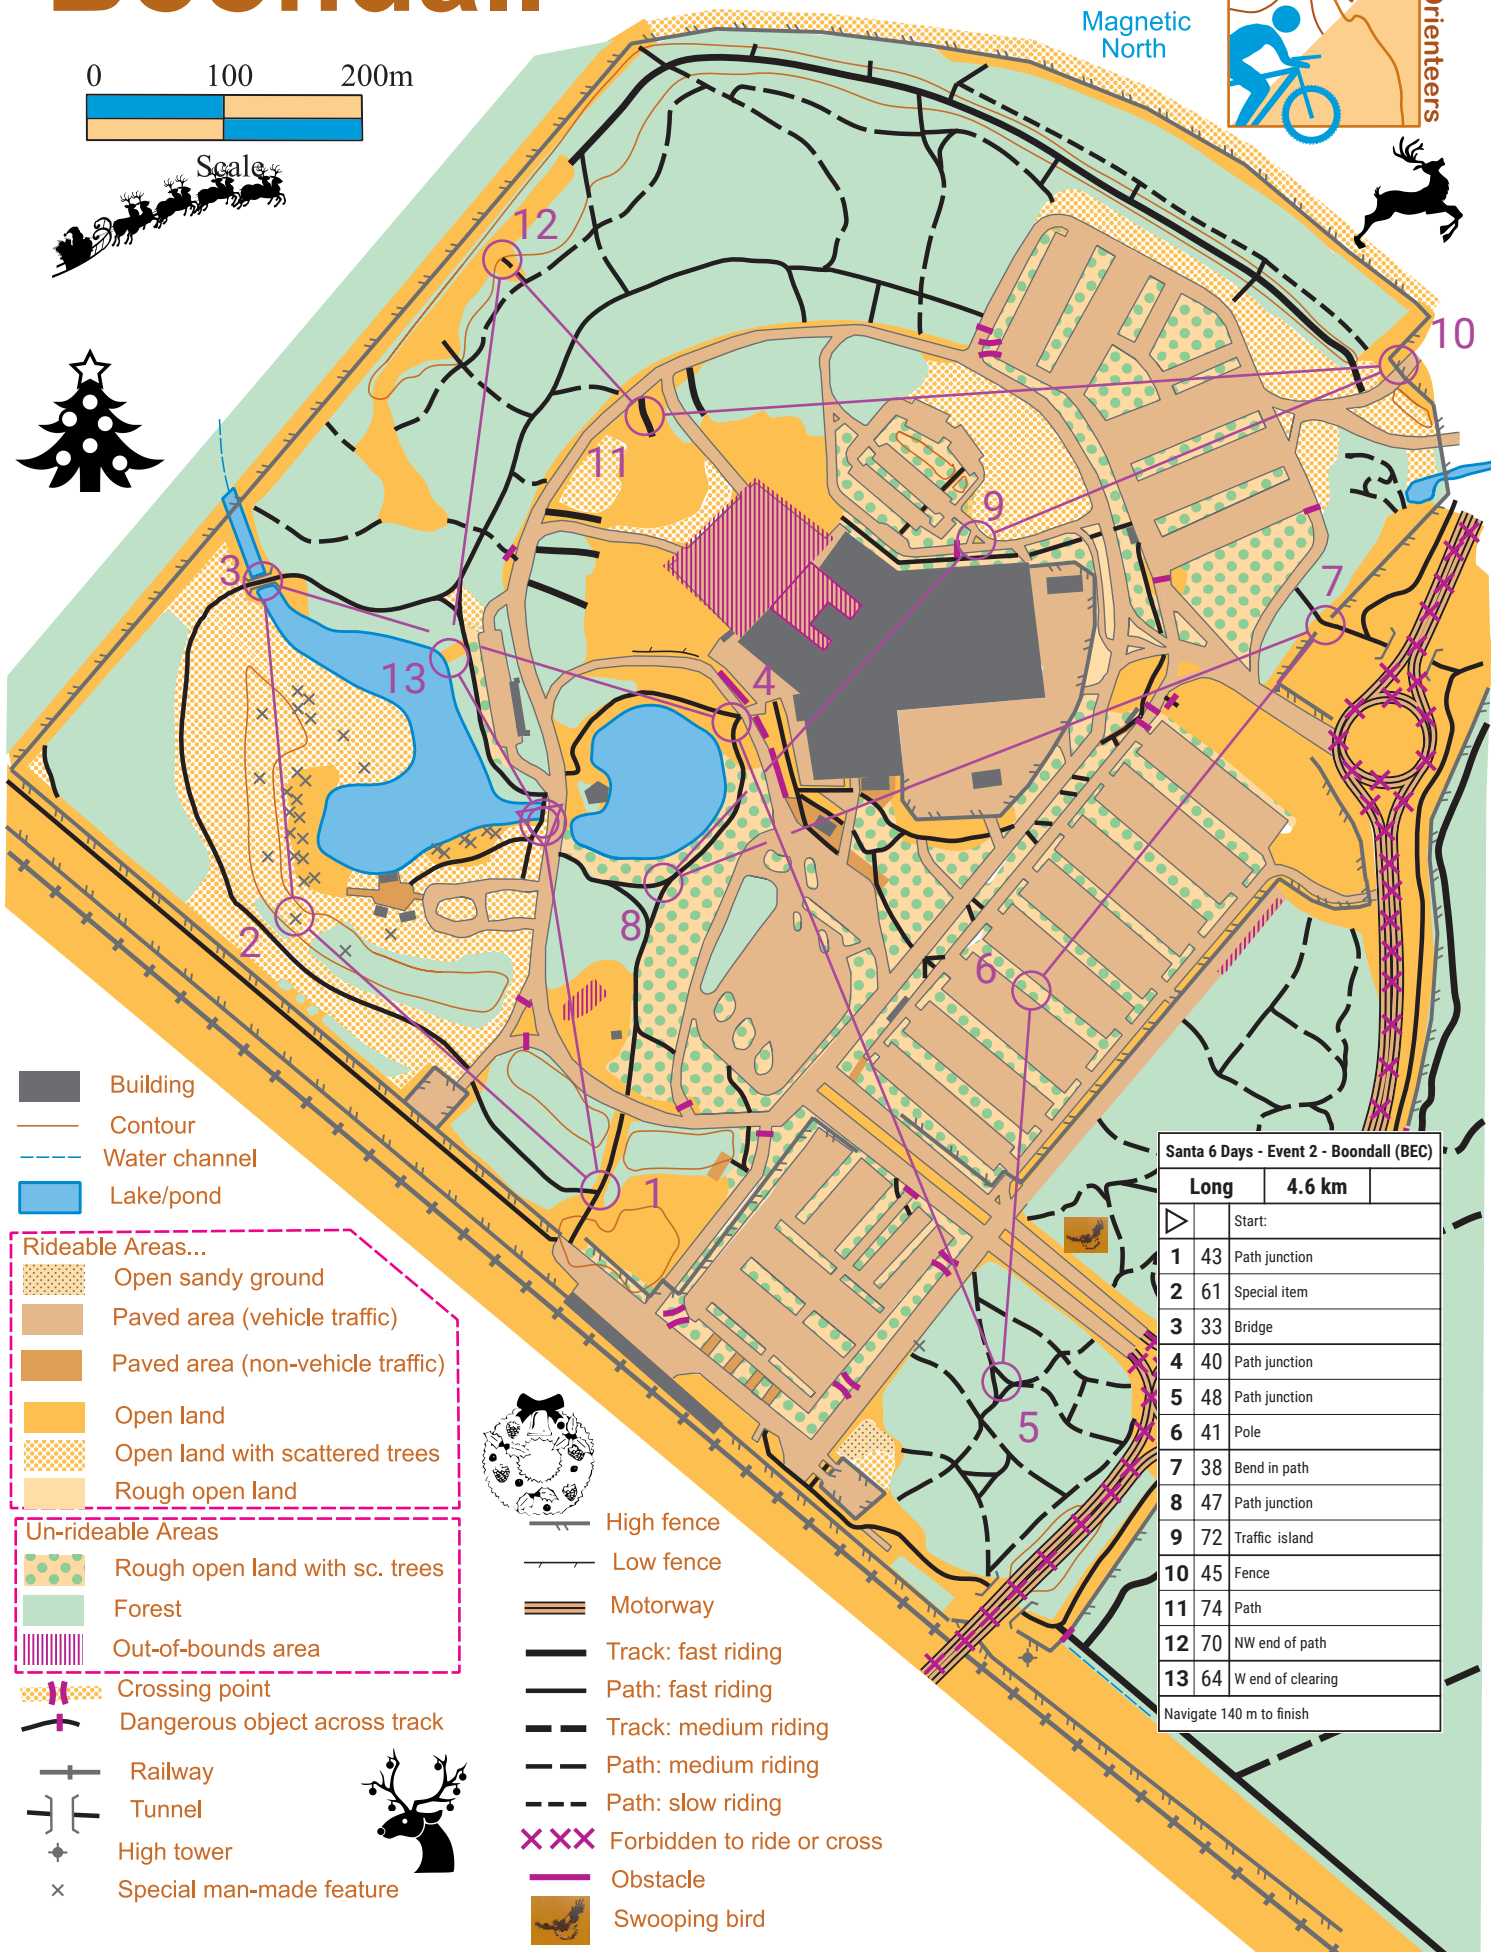 Boondall
Magnetic
North
Orienteers
0 100 200m
Scale
12
10
11
9
3
7
13
4
8
2
6
1
5
Building
Contour
Water channel
Lake/pond
Rideable Areas...
Open sandy ground
Paved area (vehicle traffic)
Paved area (non-vehicle traffic)
Open land
Open land with scattered trees
Rough open land
Un-rideable Areas
Rough open land with sc. trees
Forest
Out-of-bounds area
Crossing point
Dangerous object across track
Railway
Tunnel
High tower
Special man-made feature
High fence
Low fence
Motorway
Track: fast riding
Path: fast riding
Track: medium riding
Path: medium riding
Path: slow riding
Forbidden to ride or cross
Obstacle
Swooping bird
Santa 6 Days - Event 2 - Boondall (BEC)
Long 4.6 km
Start:
1 43 Path junction
2 61 Special item
3 33 Bridge
4 40 Path junction
5 48 Path junction
6 41 Pole
7 38 Bend in path
8 47 Path junction
9 72 Traffic island
10 45 Fence
11 74 Path
12 70 NW end of path
13 64 W end of clearing
Navigate 140 m to finish